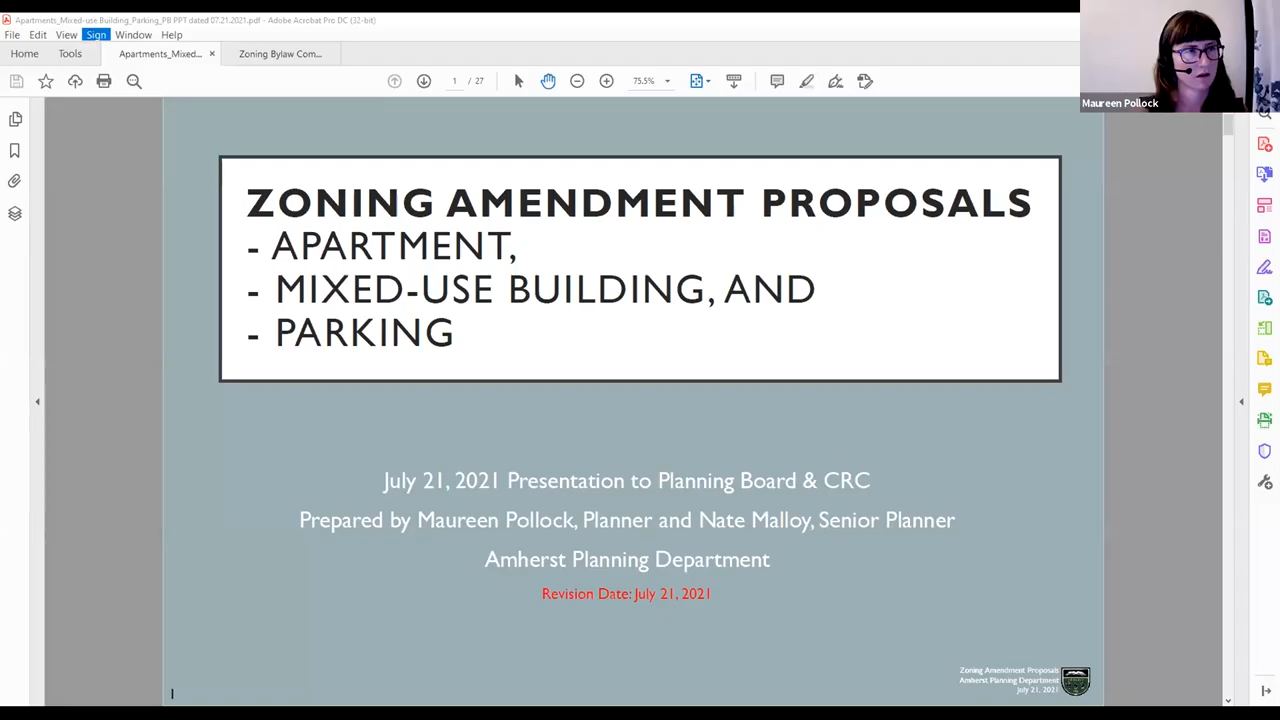 Apartments_Mixed-use Building_Parking_PB PPT dated 07.21.2021.pdf - Adobe Acrobat Pro DC (32-bit)
File Edit View Sign Window Help
Home Tools Apartments_Mixed... × Zoning Bylaw Com...
1 / 27 75.5%
Maureen Pollock
ZONING AMENDMENT PROPOSALS
- APARTMENT,
- MIXED-USE BUILDING, AND
- PARKING
July 21, 2021 Presentation to Planning Board & CRC
Prepared by Maureen Pollock, Planner and Nate Malloy, Senior Planner
Amherst Planning Department
Revision Date: July 21, 2021
Zoning Amendment Proposals
Amherst Planning Department
July 21, 2021